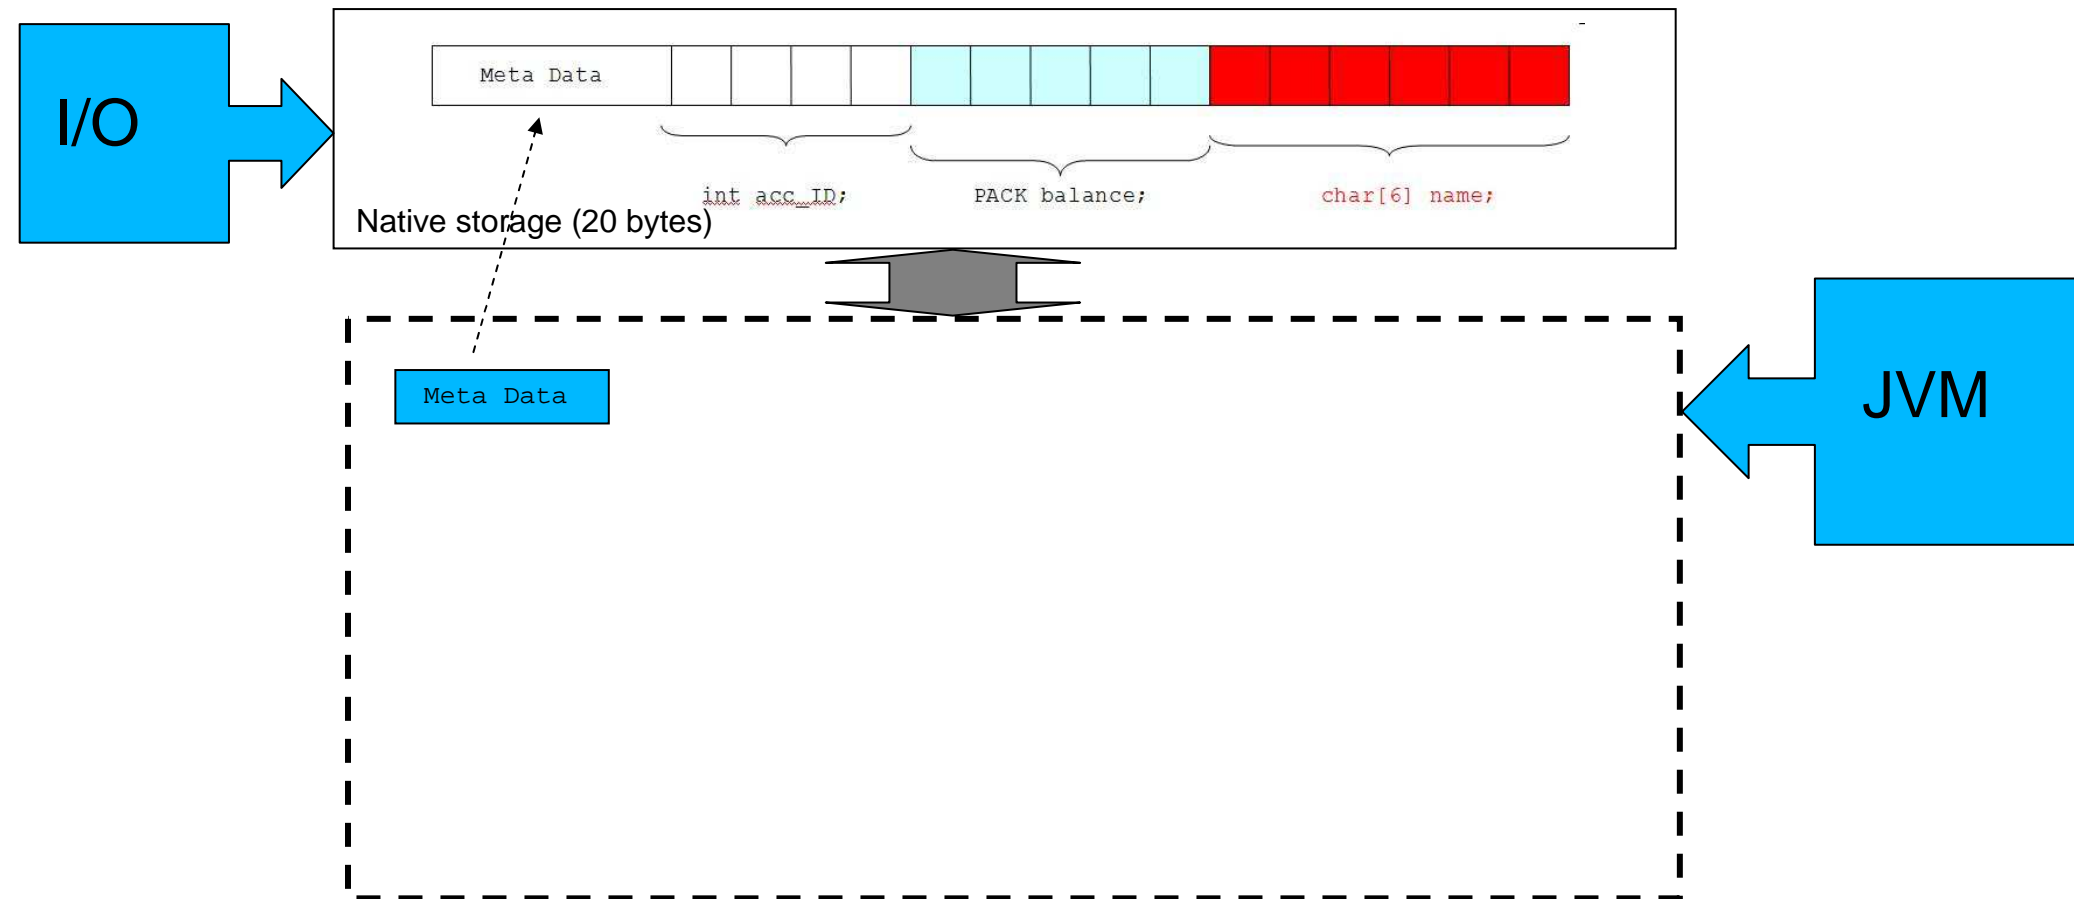 I/O
Meta Data
int acc_ID;
PACK balance;
char[6] name;
Native storage (20 bytes)
Meta Data
JVM